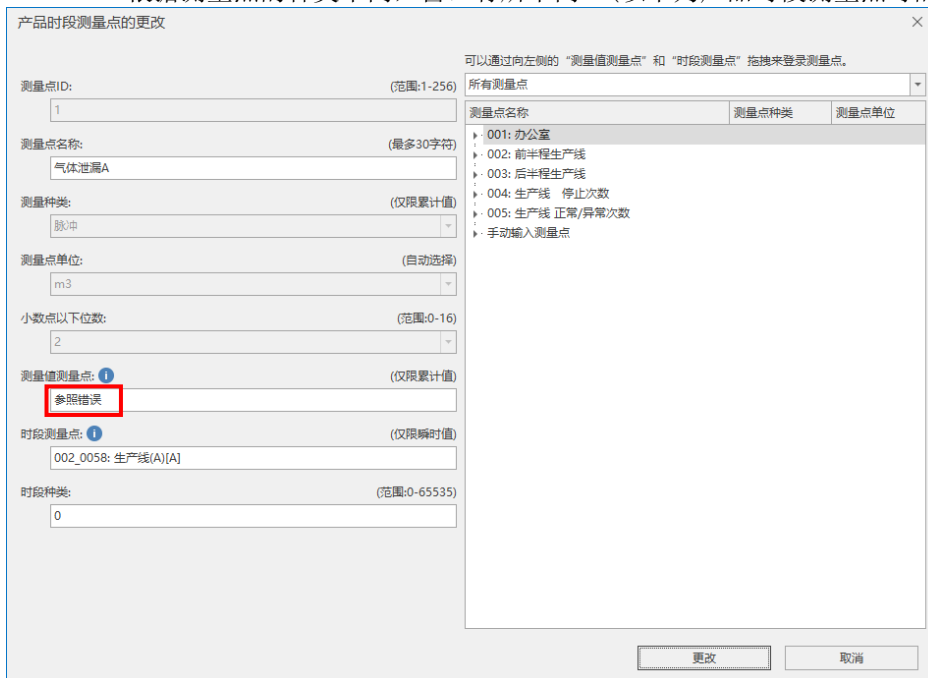 产品时段测量点的更改
可以通过向左侧的“测量值测量点”和“时段测量点”拖拽来登录测量点。
测量点ID: (范围:1-256)
1
测量点名称: (最多30字符)
气体泄漏A
测量种类: (仅限累计值)
脉冲
测量点单位: (自动选择)
m3
小数点以下位数: (范围:0-16)
2
测量值测量点: (仅限累计值)
参照错误
时段测量点: (仅限瞬时值)
002_0058: 生产线(A)[A]
时段种类: (范围:0-65535)
0
所有测量点
测量点名称 测量点种类 测量点单位
001: 办公室
002: 前半程生产线
003: 后半程生产线
004: 生产线 停止次数
005: 生产线 正常/异常次数
手动输入测量点
更改 取消